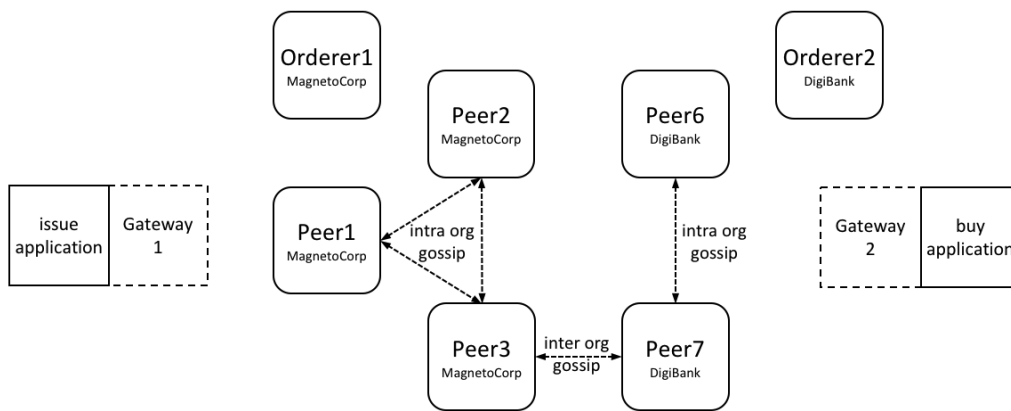 Orderer1
MagnetoCorp
Orderer2
DigiBank
Peer2
MagnetoCorp
Peer6
DigiBank
issue
application
Gateway
1
Peer1
MagnetoCorp
intra org
gossip
intra org
gossip
Gateway
2
buy
application
Peer3
MagnetoCorp
inter org
gossip
Peer7
DigiBank